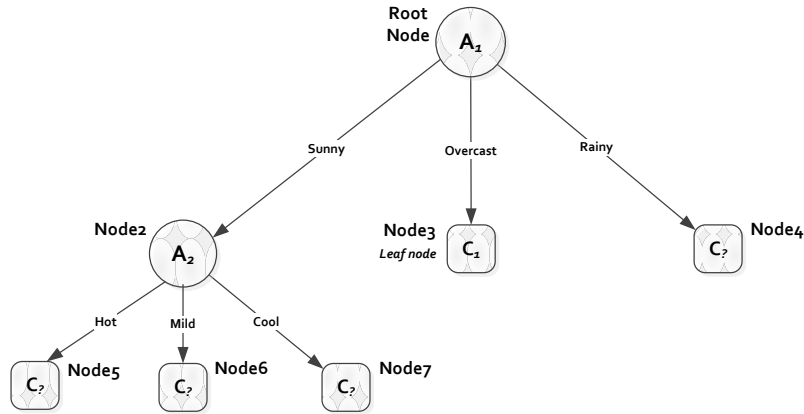 Root
Node
A1
Sunny
Overcast
Rainy
Node2
A2
Node3
Leaf node
C1
C?
Node4
Hot
Mild
Cool
C?
Node5
C?
Node6
C?
Node7